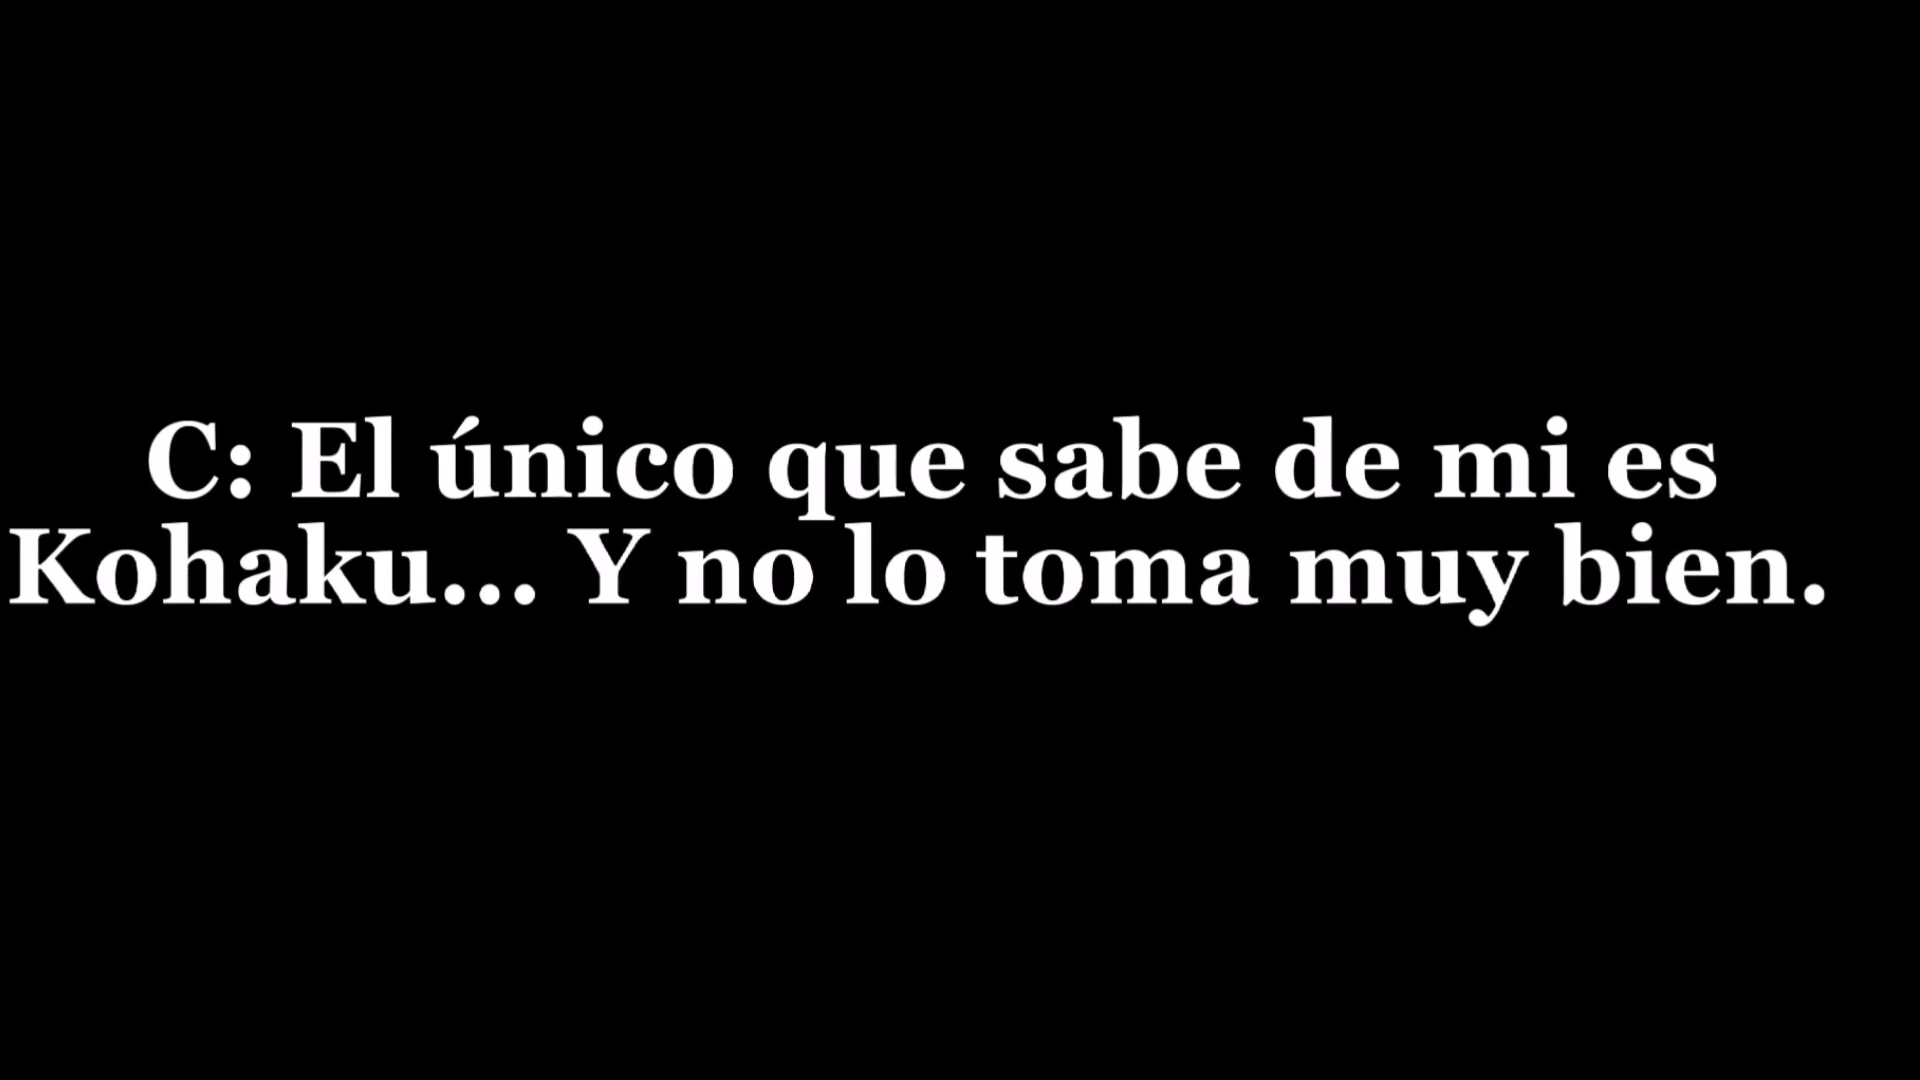 C: El único que sabe de mi es
Kohaku... Y no lo toma muy bien.